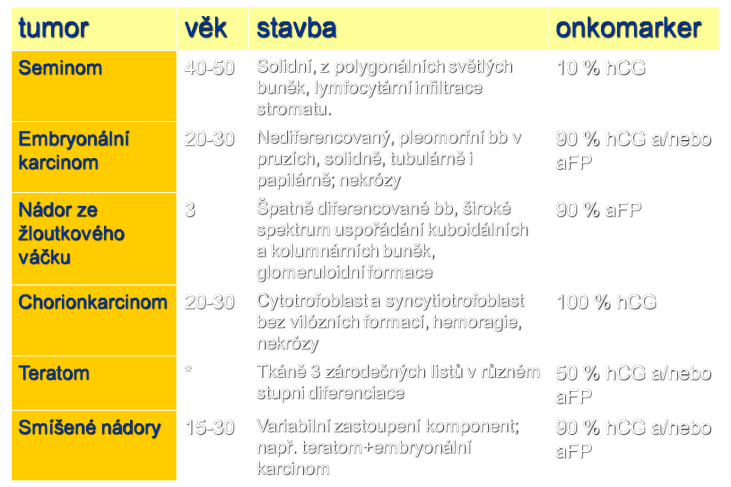 tumor věk stavba onkomarker
Seminom 40-50 Solidní, z polygonálních světlých 10 % hCG
buněk, lymfocytární infiltrace
stromatu.
Embryonální 20-30 Nediferencovaný, pleomorfní bb v 90 % hCG a/nebo
karcinom pruzích, solidně, tubulárně i aFP
papilárně; nekrózy
Nádor ze 3 Špatně diferencované bb, široké 90 % aFP
žloutkového spektrum uspořádání kuboidálních
váčku a kolumnárních buněk,
glomeruloidní formace
Chorionkarcinom 20-30 Cytotrofoblast a syncytiotrofoblast 100 % hCG
bez vilózních formací, hemoragie,
nekrózy
Teratom * Tkáně 3 zárodečných listů v různém 50 % hCG a/nebo
stupni diferenciace aFP
Smíšené nádory 15-30 Variabilní zastoupení komponent; 90 % hCG a/nebo
např. teratom+embryonální aFP
karcinom